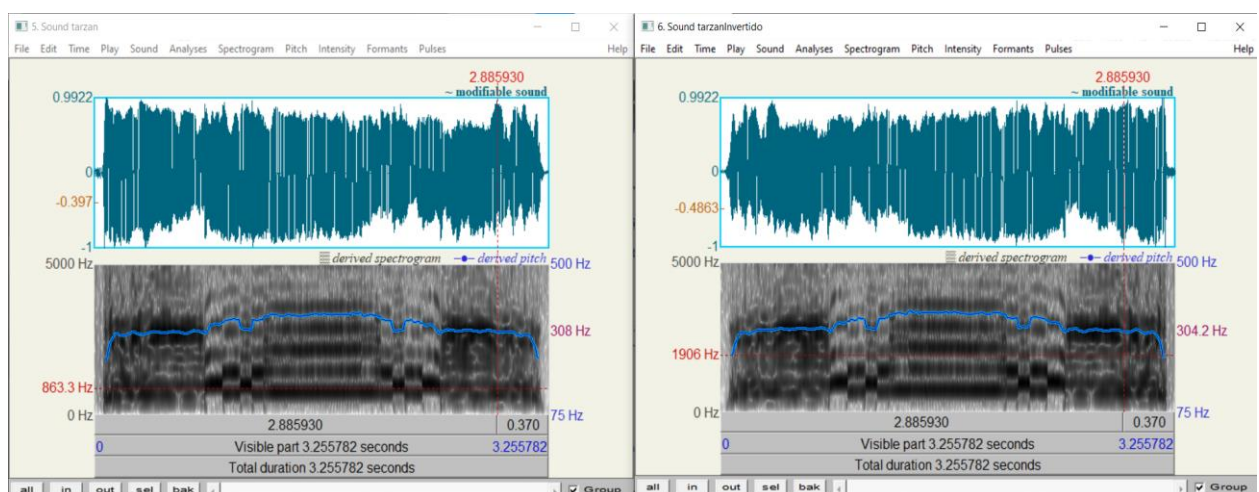 5. Sound tarzan
File Edit Time Play Sound Analyses Spectrogram Pitch Intensity Formants Pulses Help
2.885930
~ modifiable sound
0.9922
0
-0.397
-1
5000 Hz
derived spectrogram
derived pitch
500 Hz
308 Hz
863.3 Hz
0 Hz
75 Hz
2.885930 0.370
0 Visible part 3.255782 seconds 3.255782
Total duration 3.255782 seconds
all in out sel bak Group
6. Sound tarzanInvertido
File Edit Time Play Sound Analyses Spectrogram Pitch Intensity Formants Pulses Help
2.885930
~ modifiable sound
0.9922
0
-0.4863
-1
5000 Hz
derived spectrogram
derived pitch
500 Hz
304.2 Hz
1906 Hz
0 Hz
75 Hz
2.885930 0.370
0 Visible part 3.255782 seconds 3.255782
Total duration 3.255782 seconds
all in out sel bak Group